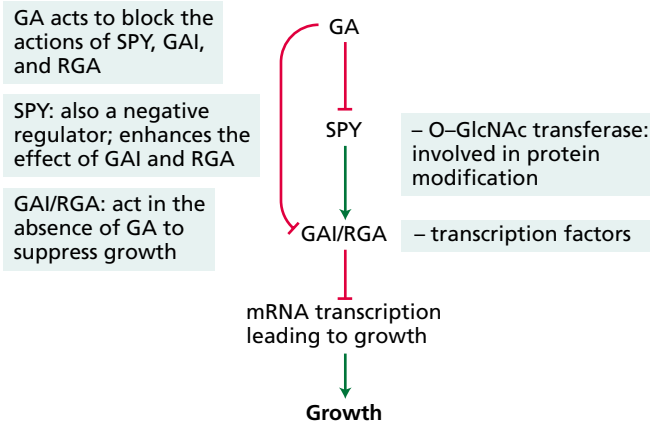 GA acts to block the
actions of SPY, GAI,
and RGA
GA
SPY: also a negative
regulator; enhances the
effect of GAI and RGA
SPY
– O–GlcNAc transferase:
involved in protein
modification
GAI/RGA: act in the
absence of GA to
suppress growth
GAI/RGA
– transcription factors
mRNA transcription
leading to growth
Growth